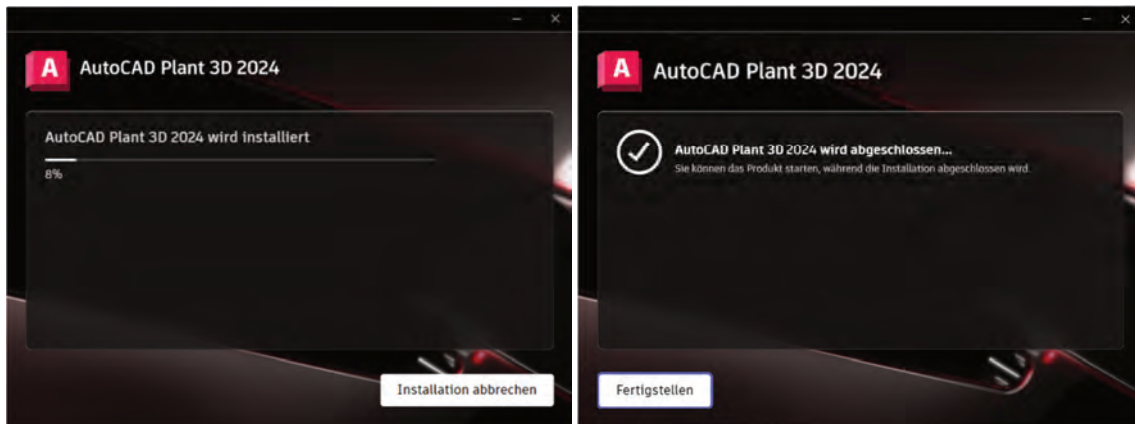 A AutoCAD Plant 3D 2024
AutoCAD Plant 3D 2024 wird installiert
8%
Installation abbrechen
A AutoCAD Plant 3D 2024
AutoCAD Plant 3D 2024 wird abgeschlossen...
Sie können das Produkt starten, während die Installation abgeschlossen wird.
Fertigstellen